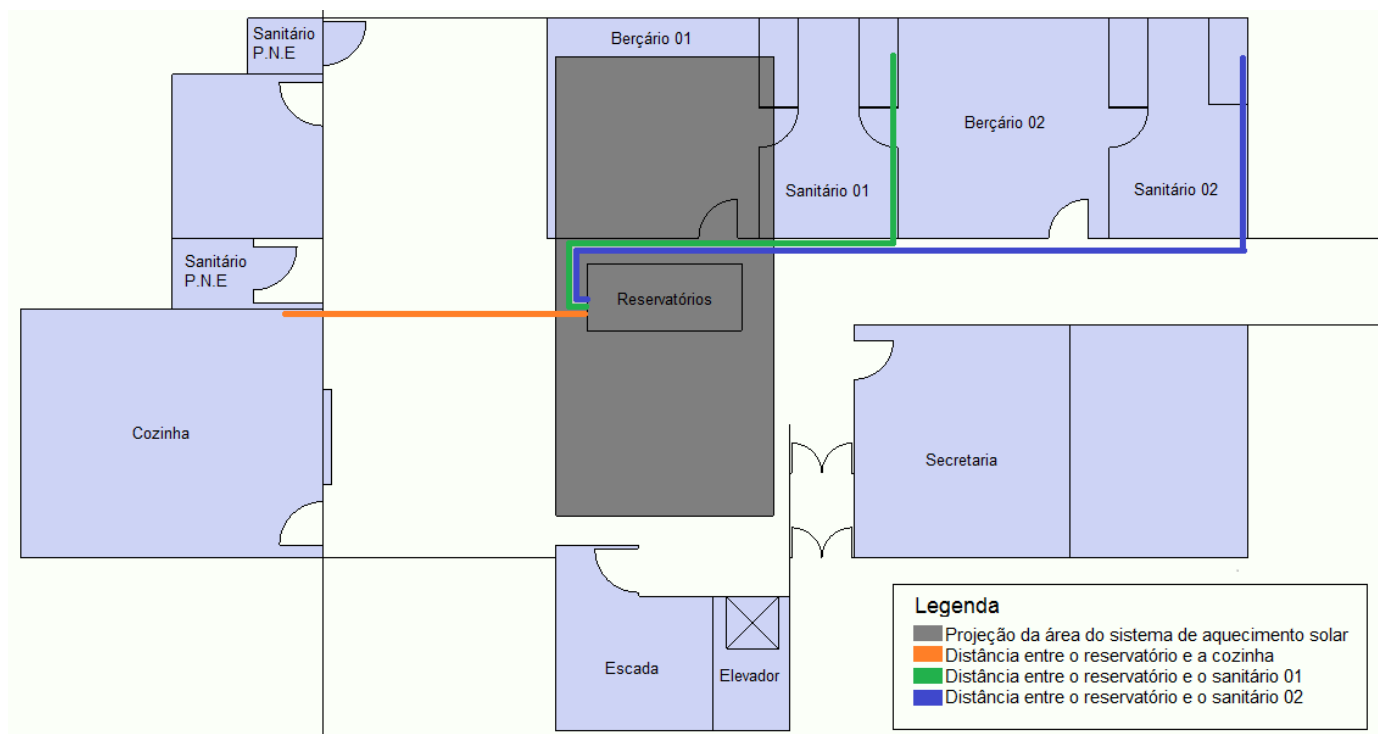 Sanitário
P.N.E
Berçário 01
Berçário 02
Sanitário 01
Sanitário 02
Sanitário
P.N.E
Reservatórios
Cozinha
Secretaria
Escada
Elevador
Legenda
Projeção da área do sistema de aquecimento solar
Distância entre o reservatório e a cozinha
Distância entre o reservatório e o sanitário 01
Distância entre o reservatório e o sanitário 02